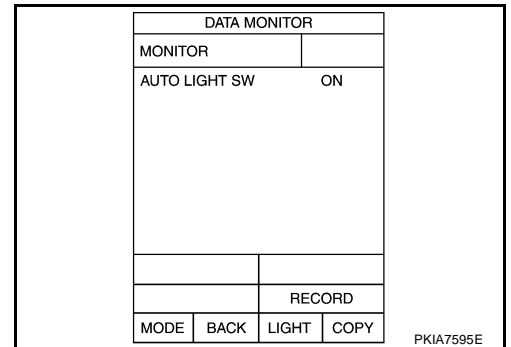 DATA MONITOR
MONITOR
AUTO LIGHT SW ON
RECORD
MODE BACK LIGHT COPY
PKIA7595E